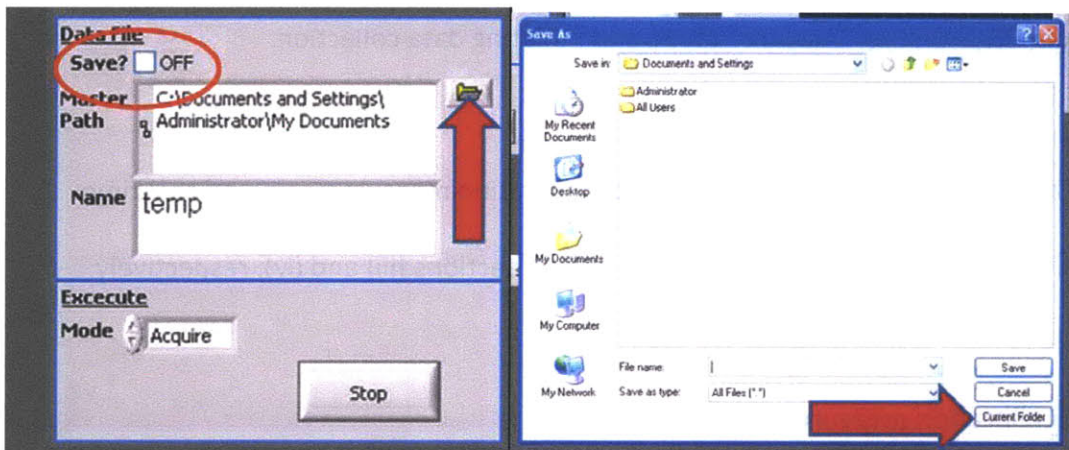 Data File
Save? OFF
Master Path
C:\Documents and Settings\
Administrator\My Documents
Name temp
Excecute
Mode Acquire
Stop
Save As
Save in: Documents and Settings
Administrator
All Users
My Recent
Documents
Desktop
My Documents
My Computer
My Network
File name:
Save as type: All Files (*.*)
Save
Cancel
Current Folder